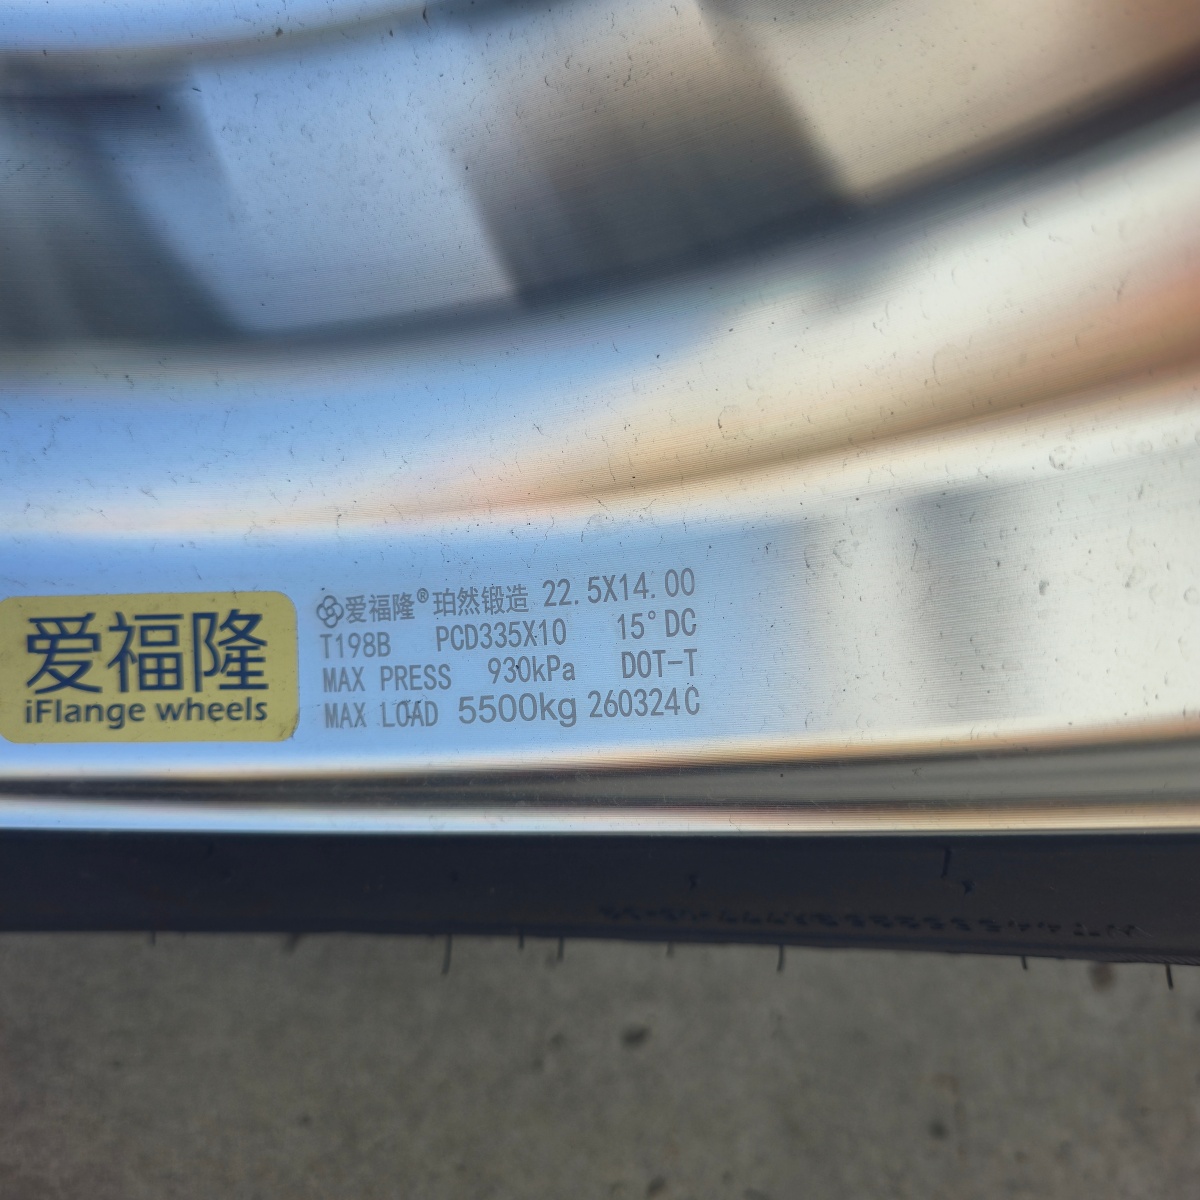 爱福隆
iFlange wheels
爱福隆® 珀然锻造 22.5X14.00
T198B PCD335X10 15° DC
MAX PRESS 930kPa DOT-T
MAX LOAD 5500kg 260324C